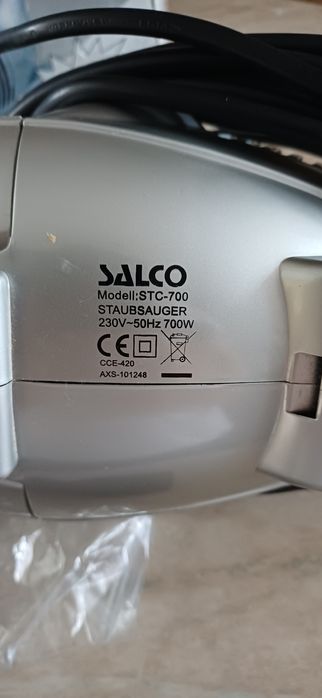 SALCO
Modell:STC-700
STAUBSAUGER
230V~50Hz 700W
CE
CCE-420
AXS-101248